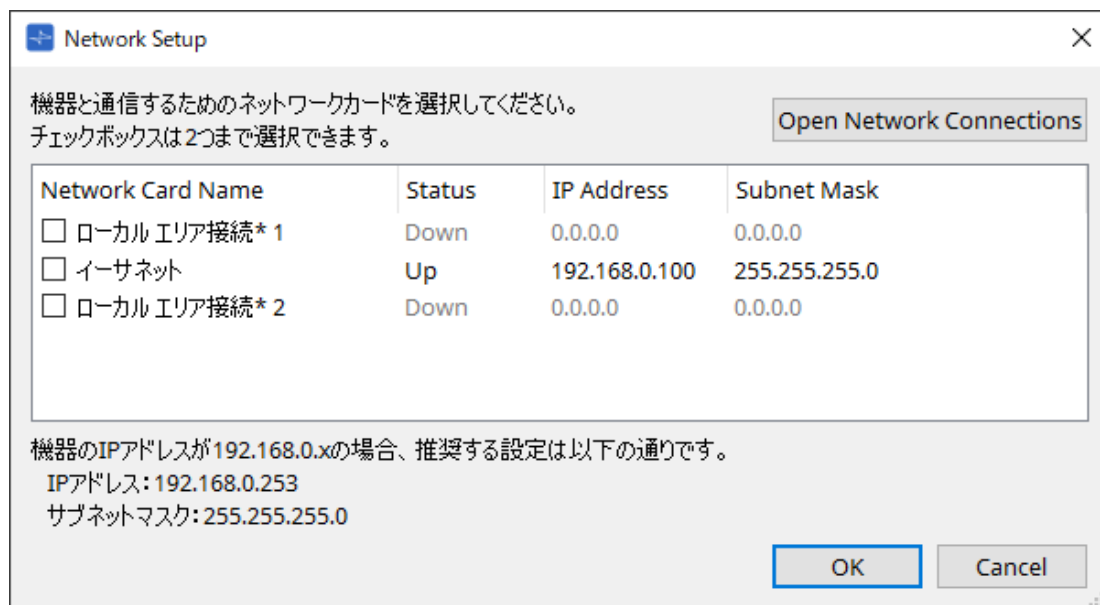 Network Setup
機器と通信するためのネットワークカードを選択してください。
チェックボックスは2つまで選択できます。
Open Network Connections
Network Card Name Status IP Address Subnet Mask
ローカル エリア接続* 1 Down 0.0.0.0 0.0.0.0
イーサネット Up 192.168.0.100 255.255.255.0
ローカル エリア接続* 2 Down 0.0.0.0 0.0.0.0
機器のIPアドレスが192.168.0.xの場合、推奨する設定は以下の通りです。
IPアドレス：192.168.0.253
サブネットマスク：255.255.255.0
OK Cancel